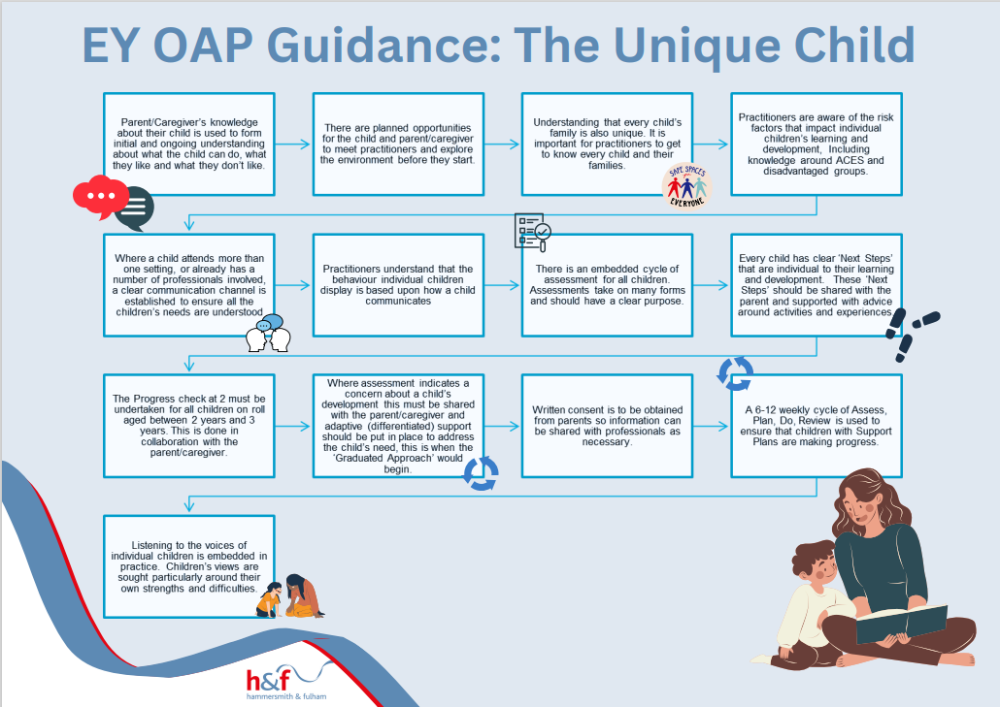 EY OAP Guidance: The Unique Child
Parent/Caregiver's knowledge
about their child is used to form
initial and ongoing understanding
about what the child can do, what
they like and what they don't like.
There are planned opportunities
for the child and parent/caregiver
to meet practitioners and explore
the environment before they start.
Understanding that every child's
family is also unique. It is
important for practitioners to get
to know every child and their
families.
SAFE SPACES
for
EVERYONE
Practitioners are aware of the risk
factors that impact individual
children's learning and
development, Including
knowledge around ACES and
disadvantaged groups.
Where a child attends more than
one setting, or already has a
number of professionals involved,
a clear communication channel is
established to ensure all the
children's needs are understood
Practitioners understand that the
behaviour individual children
display is based upon how a child
communicates
There is an embedded cycle of
assessment for all children.
Assessments take on many forms
and should have a clear purpose.
Every child has clear 'Next Steps'
that are individual to their learning
and development. These 'Next
Steps' should be shared with the
parent and supported with advice
around activities and experiences.
The Progress check at 2 must be
undertaken for all children on roll
aged between 2 years and 3
years. This is done in
collaboration with the
parent/caregiver.
Where assessment indicates a
concern about a child's
development this must be shared
with the parent/caregiver and
adaptive (differentiated) support
should be put in place to address
the child's need, this is when the
'Graduated Approach' would
begin.
Written consent is to be obtained
from parents so information can
be shared with professionals as
necessary.
A 6-12 weekly cycle of Assess,
Plan, Do, Review is used to
ensure that children with Support
Plans are making progress.
Listening to the voices of
individual children is embedded in
practice. Children's views are
sought particularly around their
own strengths and difficulties.
h&f
hammersmith & fulham